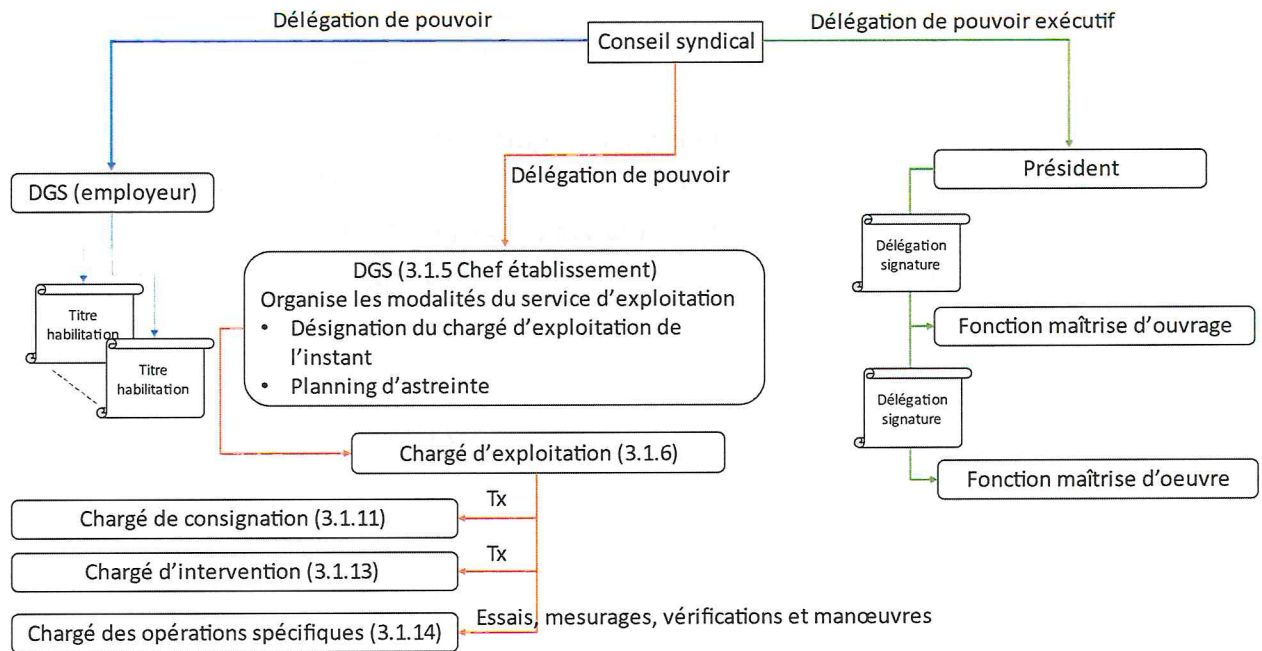 Délégation de pouvoir
Conseil syndical
Délégation de pouvoir exécutif
DGS (employeur)
Délégation de pouvoir
Président
Titre
habilitation
Titre
habilitation
DGS (3.1.5 Chef établissement)
Organise les modalités du service d'exploitation
• Désignation du chargé d'exploitation de
l'instant
• Planning d'astreinte
Délégation
signature
Fonction maîtrise d'ouvrage
Délégation
signature
Fonction maîtrise d'oeuvre
Chargé d'exploitation (3.1.6)
Tx
Chargé de consignation (3.1.11)
Tx
Chargé d'intervention (3.1.13)
Essais, mesurages, vérifications et manœuvres
Chargé des opérations spécifiques (3.1.14)